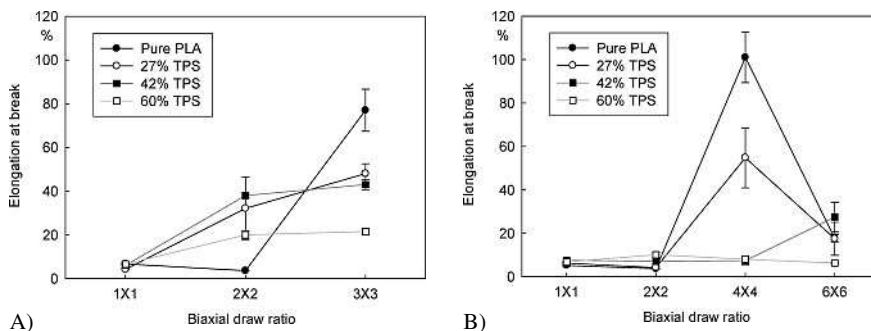 120
%
100
80
60
40
20
0
Elongation at break
Pure PLA
27% TPS
42% TPS
60% TPS
1X1
2X2
3X3
Biaxial draw ratio
A)
120
%
100
80
60
40
20
0
Elongation at break
Pure PLA
27% TPS
42% TPS
60% TPS
1X1
2X2
4X4
6X6
Biaxial draw ratio
B)